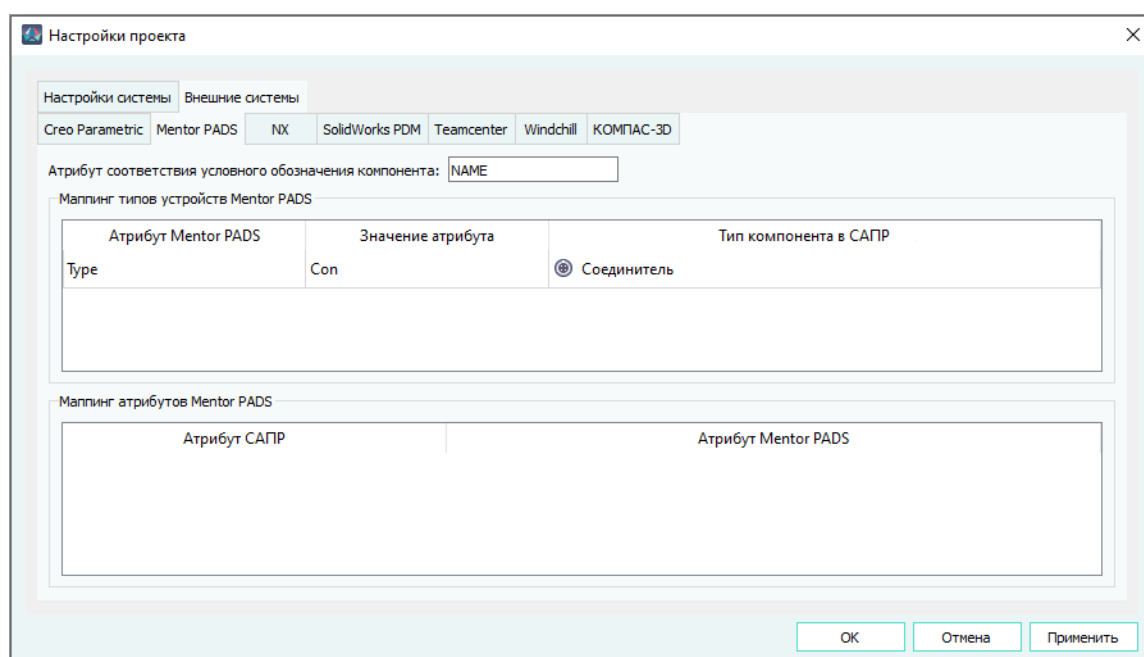 Настройки проекта
Настройки системы Внешние системы
Creo Parametric Mentor PADS NX SolidWorks PDM Teamcenter Windchill КОМПАС-3D
Атрибут соответствия условного обозначения компонента: NAME
Маппинг типов устройств Mentor PADS
Атрибут Mentor PADS Значение атрибута Тип компонента в САПР
Type Con Соединитель
Маппинг атрибутов Mentor PADS
Атрибут САПР Атрибут Mentor PADS
ОК Отмена Применить